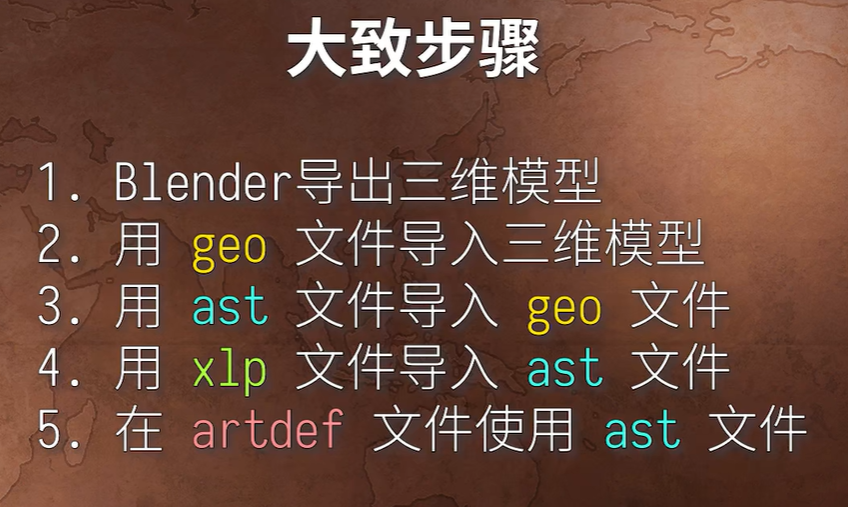 大致步骤
1. Blender导出三维模型
2. 用 geo 文件导入三维模型
3. 用 ast 文件导入 geo 文件
4. 用 xlp 文件导入 ast 文件
5. 在 artdef 文件使用 ast 文件